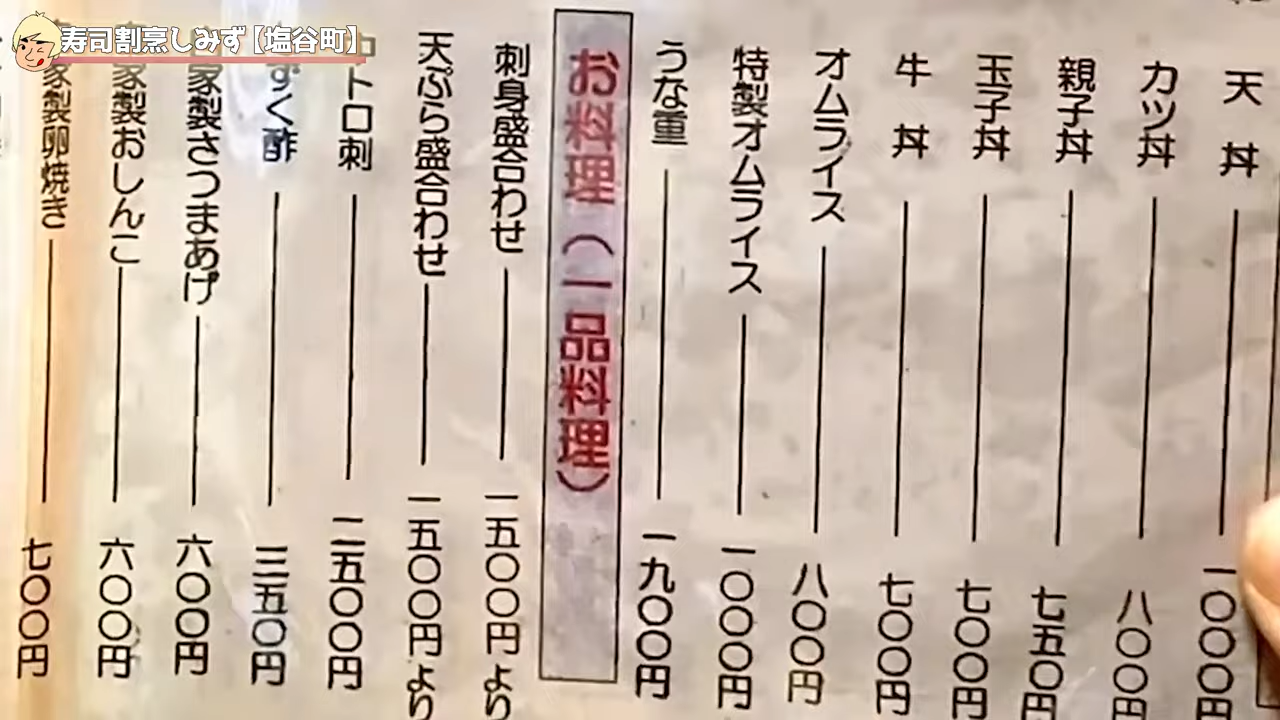 寿司割烹しみず【塩谷町】
天丼 一〇〇〇円
カツ丼 八〇〇円
親子丼 七五〇円
玉子丼 七〇〇円
牛丼 七〇〇円
オムライス 八〇〇円
特製オムライス 一〇〇〇円
うな重 一九〇〇円
お料理(一品料理)
刺身盛合わせ 一五〇〇円より
天ぷら盛合わせ 一五〇〇円より
トロ刺 二五〇〇円
ずく酢 三五〇円
家製さつまあげ 六〇〇円
家製おしんこ 六〇〇円
家製卵焼き 七〇〇円